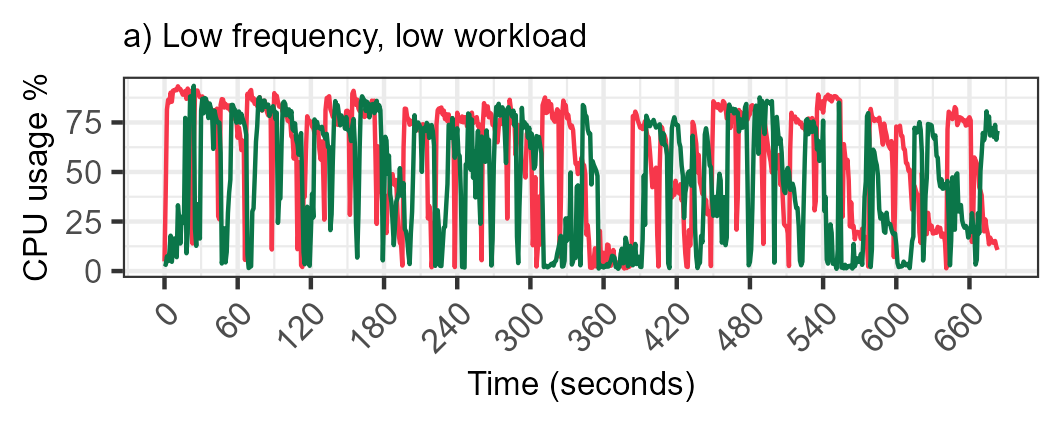 a) Low frequency, low workload
CPU usage %
75
50
25
0
0 60 120 180 240 300 360 420 480 540 600 660
Time (seconds)